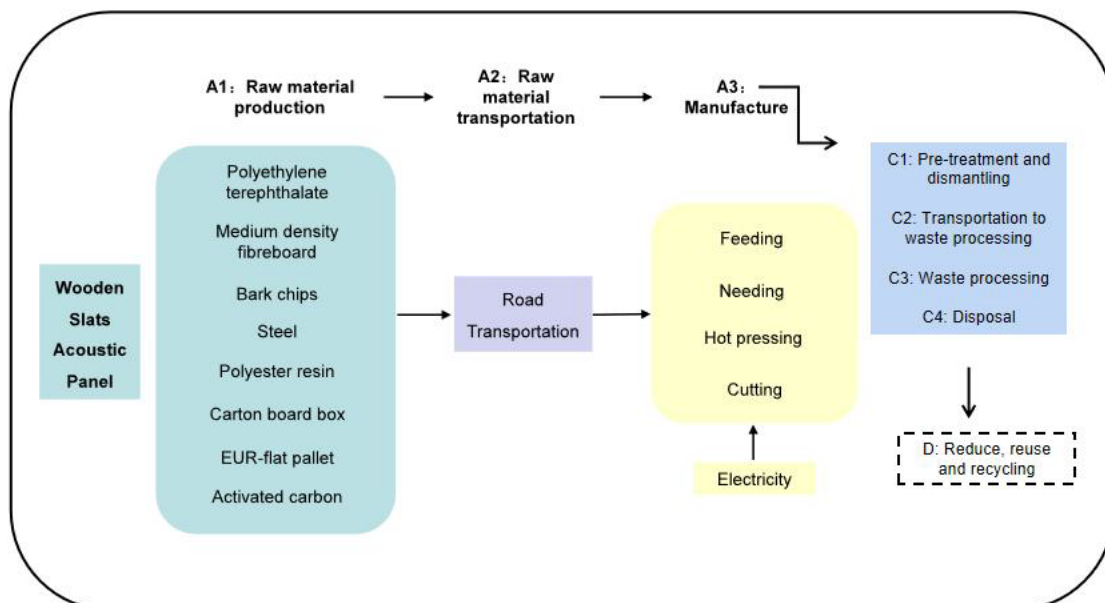 A1：Raw material
production
A2：Raw
material
transportation
A3：
Manufacture
Wooden
Slats
Acoustic
Panel
Polyethylene
terephthalate
Medium density
fibreboard
Bark chips
Steel
Polyester resin
Carton board box
EUR-flat pallet
Activated carbon
Road
Transportation
Feeding
Needing
Hot pressing
Cutting
Electricity
C1: Pre-treatment and
dismantling
C2: Transportation to
waste processing
C3: Waste processing
C4: Disposal
D: Reduce, reuse
and recycling